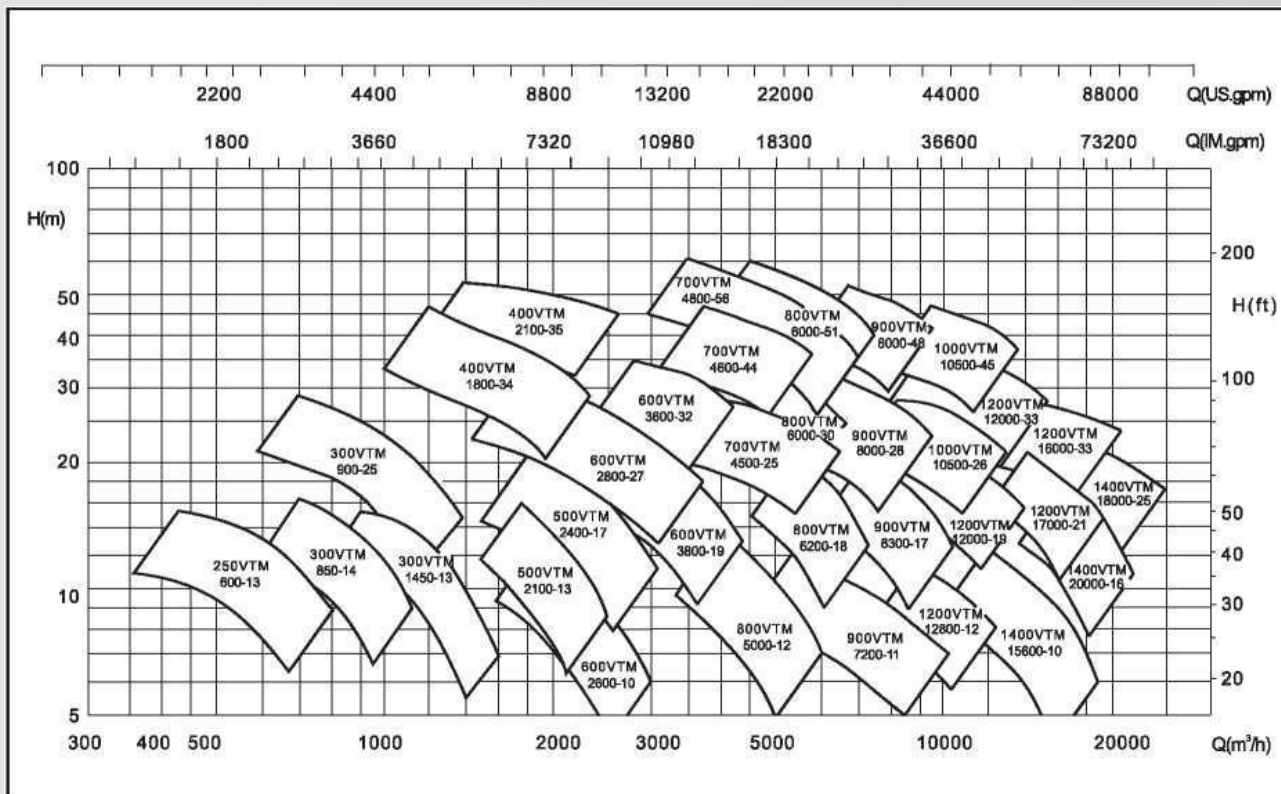 2200 4400 8800 13200 22000 44000 88000 Q(US.gpm)
1800 3660 7320 10980 18300 36600 73200 Q(IM.gpm)
100
H(m)
50
40
30
20
10
5
200
H(ft)
100
50
40
30
20
700VTM
4800-56
400VTM
2100-35
800VTM
6000-51
900VTM
8000-48
1000VTM
10500-45
700VTM
4600-44
400VTM
1800-34
600VTM
3600-32
1200VTM
12000-33
800VTM
6000-30
900VTM
8000-28
1200VTM
16000-33
700VTM
4500-25
1000VTM
10500-26
300VTM
900-25
600VTM
2800-27
1400VTM
18000-25
1200VTM
17000-21
500VTM
2400-17
600VTM
3800-19
800VTM
6200-18
900VTM
8300-17
1200VTM
12000-19
250VTM
600-13
300VTM
850-14
300VTM
1450-13
500VTM
2100-13
1400VTM
20000-16
1200VTM
12800-12
800VTM
5000-12
900VTM
7200-11
1400VTM
15600-10
600VTM
2600-10
300 400 500 1000 2000 3000 5000 10000 20000 Q(m³/h)